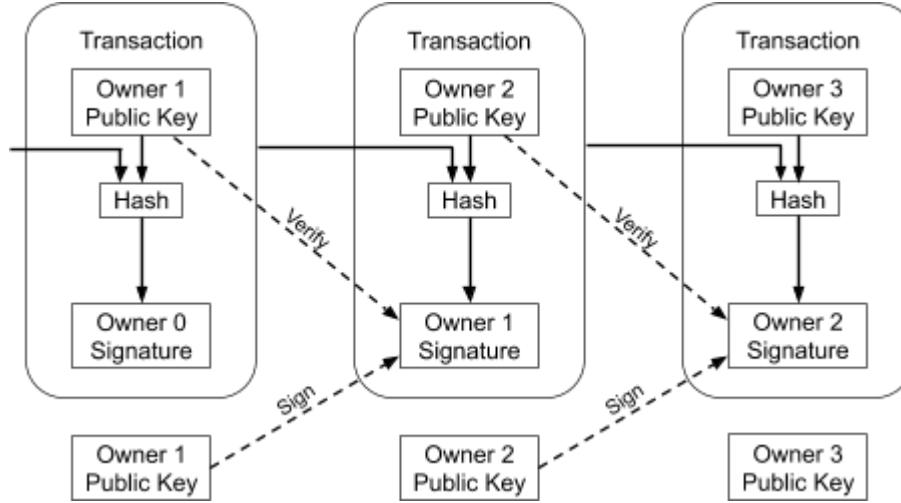 Transaction
Transaction
Transaction
Owner 1
Public Key
Owner 2
Public Key
Owner 3
Public Key
Hash
Hash
Hash
Verify
Verify
Owner 0
Signature
Owner 1
Signature
Owner 2
Signature
Sign
Sign
Owner 1
Public Key
Owner 2
Public Key
Owner 3
Public Key